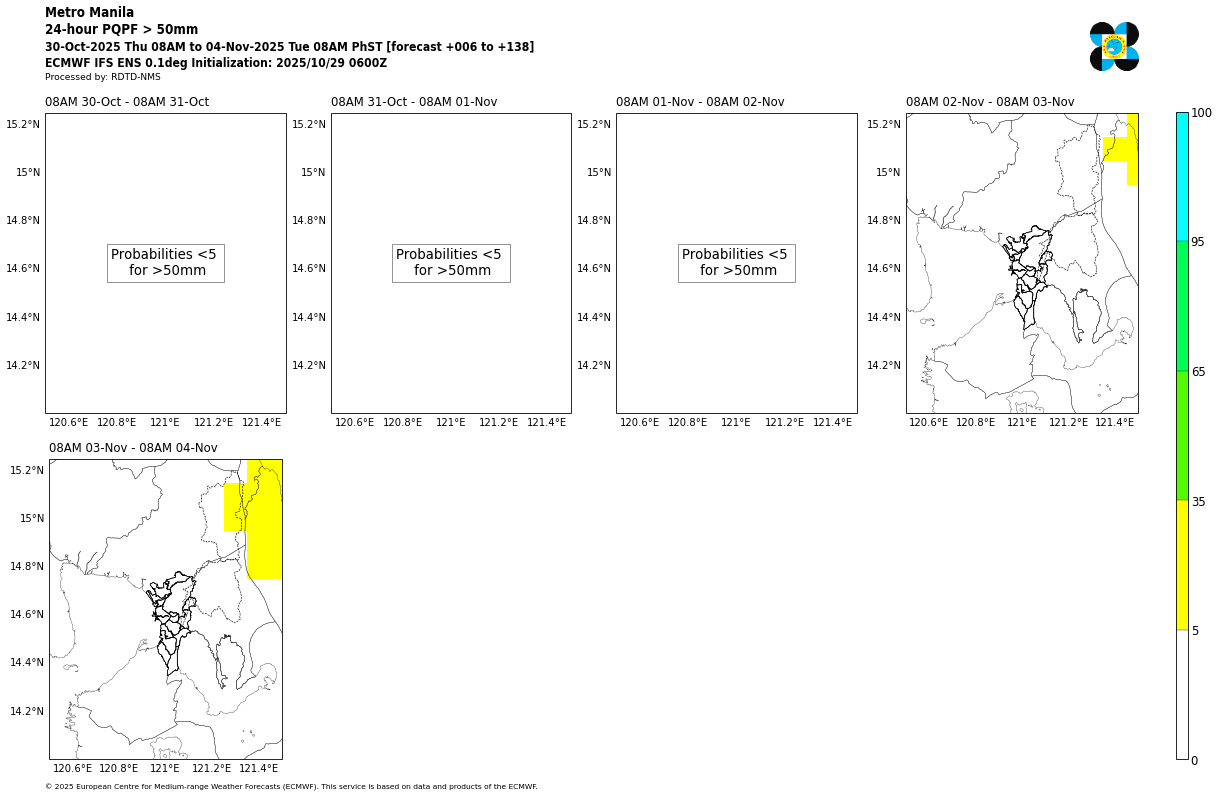 Metro Manila
24-hour PQPF > 50mm
30-Oct-2025 Thu 08AM to 04-Nov-2025 Tue 08AM PhST [forecast +006 to +138]
ECMWF IFS ENS 0.1deg Initialization: 2025/10/29 0600Z
Processed by: RDTD-NMS
08AM 30-Oct - 08AM 31-Oct
15.2°N
15°N
14.8°N
14.6°N
14.4°N
14.2°N
Probabilities <5
for >50mm
120.6°E 120.8°E 121°E 121.2°E 121.4°E
08AM 31-Oct - 08AM 01-Nov
15.2°N
15°N
14.8°N
14.6°N
14.4°N
14.2°N
Probabilities <5
for >50mm
120.6°E 120.8°E 121°E 121.2°E 121.4°E
08AM 01-Nov - 08AM 02-Nov
15.2°N
15°N
14.8°N
14.6°N
14.4°N
14.2°N
Probabilities <5
for >50mm
120.6°E 120.8°E 121°E 121.2°E 121.4°E
08AM 02-Nov - 08AM 03-Nov
15.2°N
15°N
14.8°N
14.6°N
14.4°N
14.2°N
120.6°E 120.8°E 121°E 121.2°E 121.4°E
08AM 03-Nov - 08AM 04-Nov
15.2°N
15°N
14.8°N
14.6°N
14.4°N
14.2°N
120.6°E 120.8°E 121°E 121.2°E 121.4°E
100
95
65
35
5
0
© 2025 European Centre for Medium-range Weather Forecasts (ECMWF). This service is based on data and products of the ECMWF.